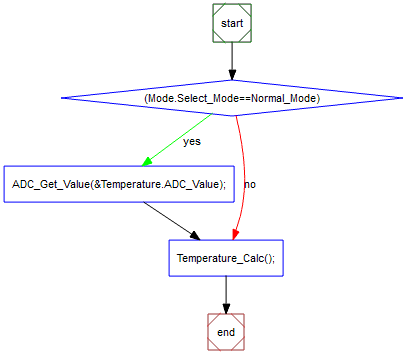 start
(Mode.Select_Mode==Normal_Mode)
yes
ADC_Get_Value(&Temperature.ADC_Value);
no
Temperature_Calc();
end